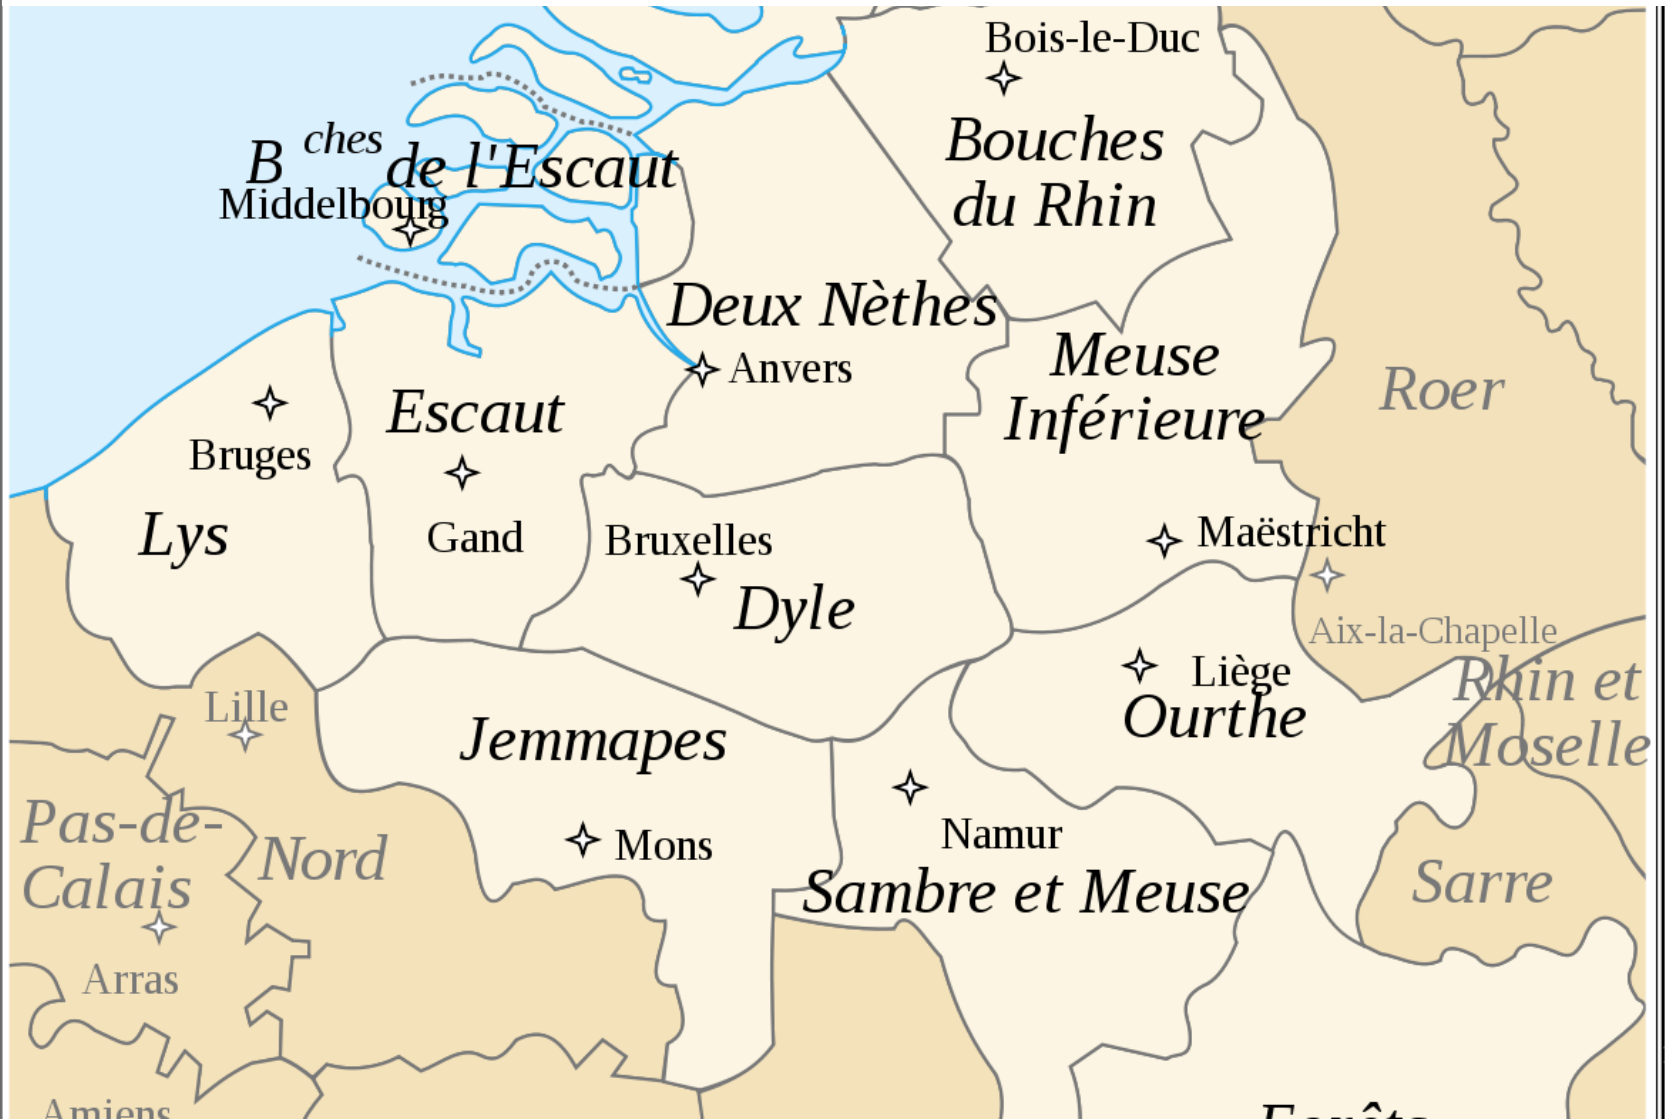 Bois-le-Duc
Bouches
du Rhin
B ches de l'Escaut
Middelbourg
Deux Nèthes
Anvers
Meuse
Inférieure
Roer
Escaut
Bruges
Gand
Lys
Bruxelles
Dyle
Maëstricht
Aix-la-Chapelle
Rhin et
Moselle
Liège
Ourthe
Lille
Jemmapes
Mons
Namur
Sambre et Meuse
Pas-de-
Calais
Nord
Sarre
Arras
Amiens
Forêts